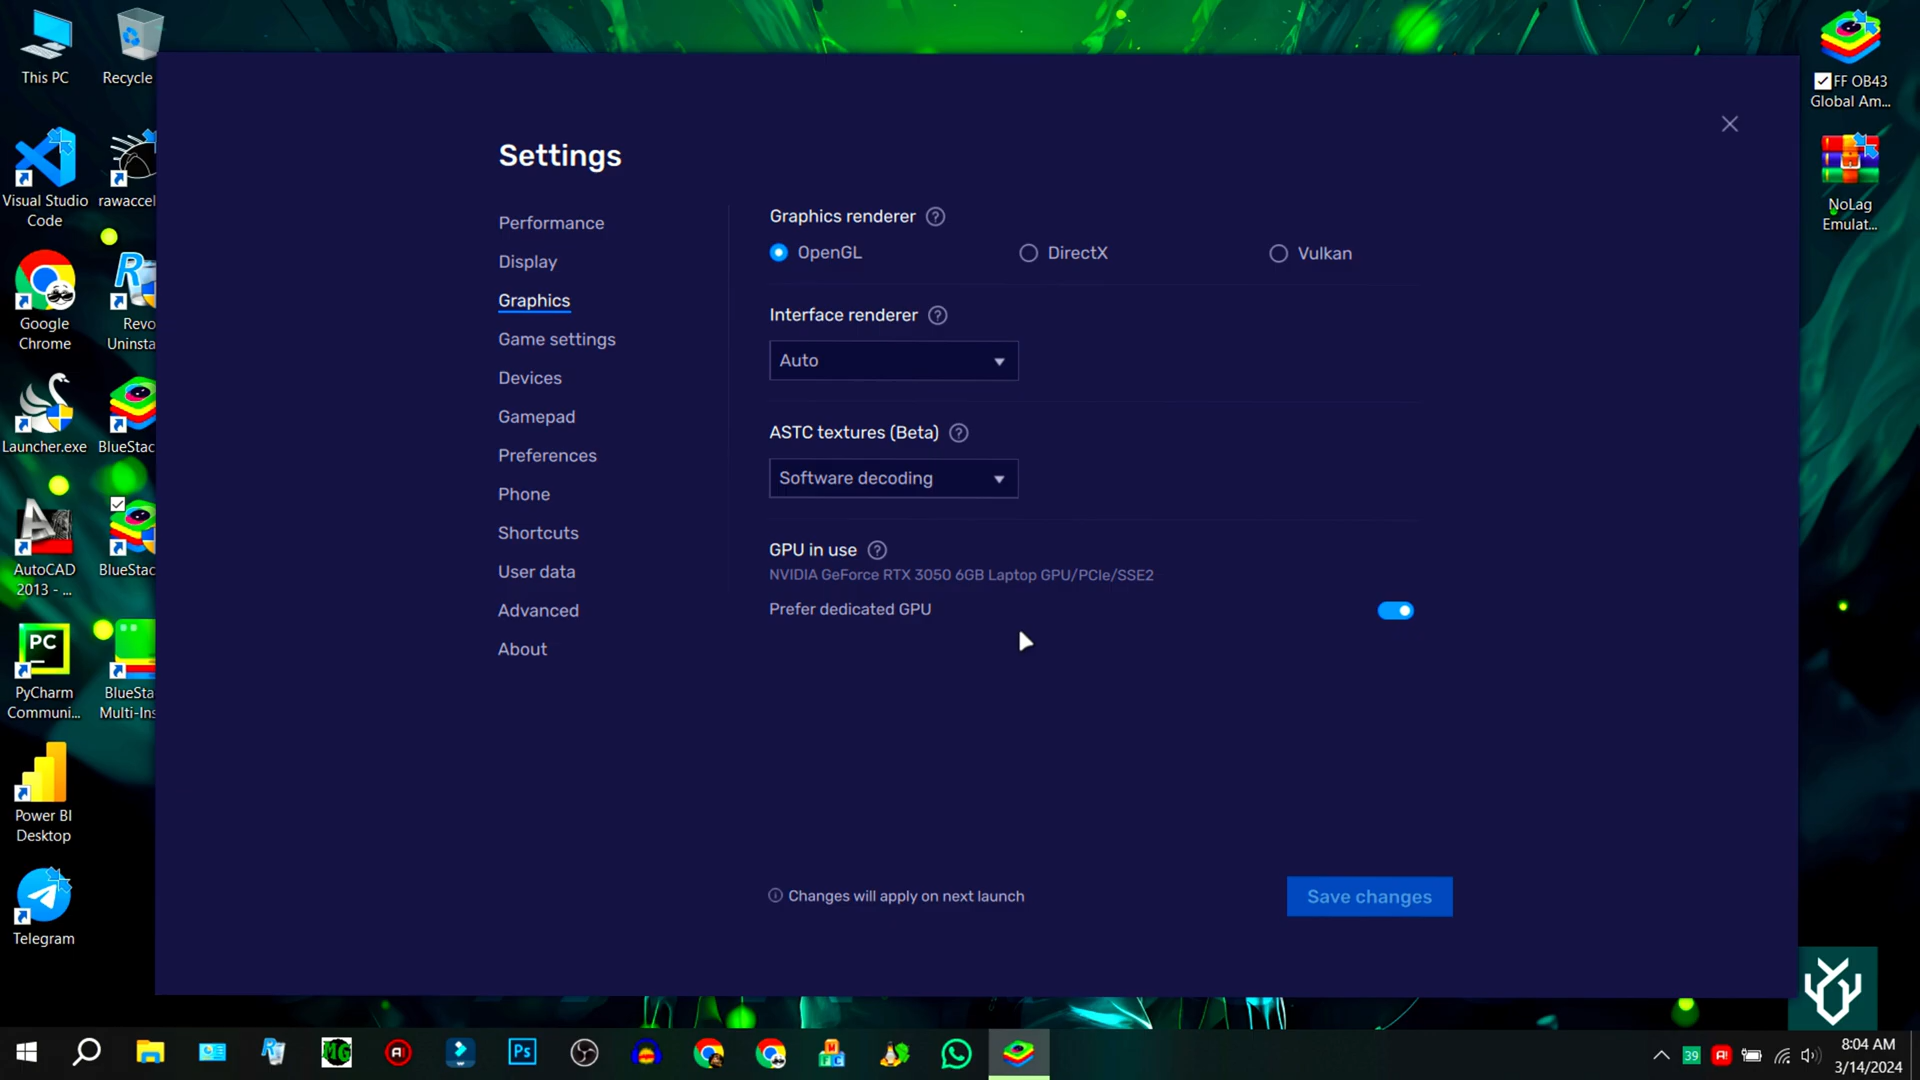 This PC
Recycle
Visual Studio
Code
rawaccel
Google
Chrome
Revo
Uninsta
Launcher.exe
BlueStac
AutoCAD
2013 - ...
BlueStac
PC
PyCharm
Communi...
BlueSta
Multi-Ins
Power BI
Desktop
Telegram
Settings
Performance
Display
Graphics
Game settings
Devices
Gamepad
Preferences
Phone
Shortcuts
User data
Advanced
About
Graphics renderer ?
OpenGL
DirectX
Vulkan
Interface renderer ?
Auto
ASTC textures (Beta) ?
Software decoding
GPU in use ?
NVIDIA GeForce RTX 3050 6GB Laptop GPU/PCIe/SSE2
Prefer dedicated GPU
Changes will apply on next launch
Save changes
FF OB43
Global Am...
NoLag
Emulat...
MG
Ps
39
8:04 AM
3/14/2024